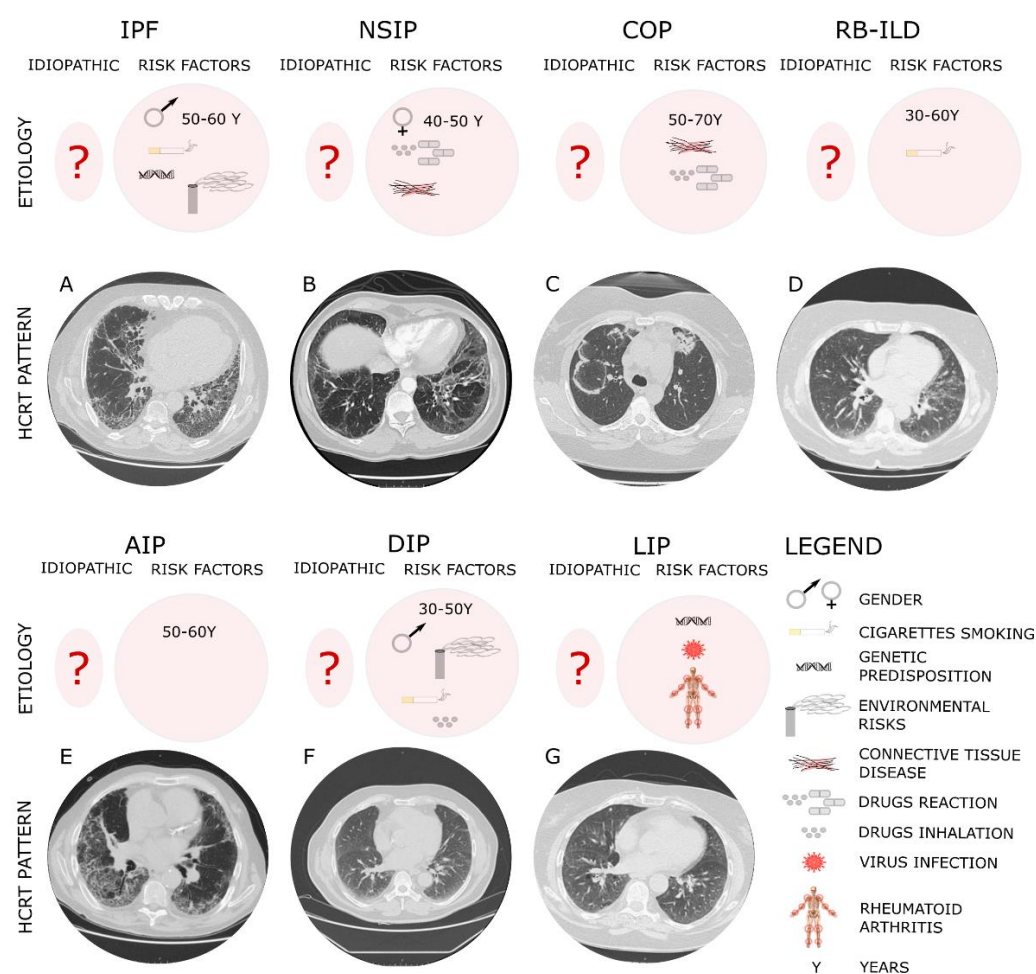 IPF
NSIP
COP
RB-ILD
IDIOPATHIC RISK FACTORS
IDIOPATHIC RISK FACTORS
IDIOPATHIC RISK FACTORS
IDIOPATHIC RISK FACTORS
ETIOLOGY
?
50-60 Y
?
40-50 Y
?
50-70Y
?
30-60Y
HCRT PATTERN
A
B
C
D
AIP
DIP
LIP
IDIOPATHIC RISK FACTORS
IDIOPATHIC RISK FACTORS
IDIOPATHIC RISK FACTORS
ETIOLOGY
?
50-60Y
?
30-50Y
?
HCRT PATTERN
E
F
G
LEGEND
GENDER
CIGARETTES SMOKING
GENETIC
PREDISPOSITION
ENVIRONMENTAL
RISKS
CONNECTIVE TISSUE
DISEASE
DRUGS REACTION
DRUGS INHALATION
VIRUS INFECTION
RHEUMATOID
ARTHRITIS
Y YEARS